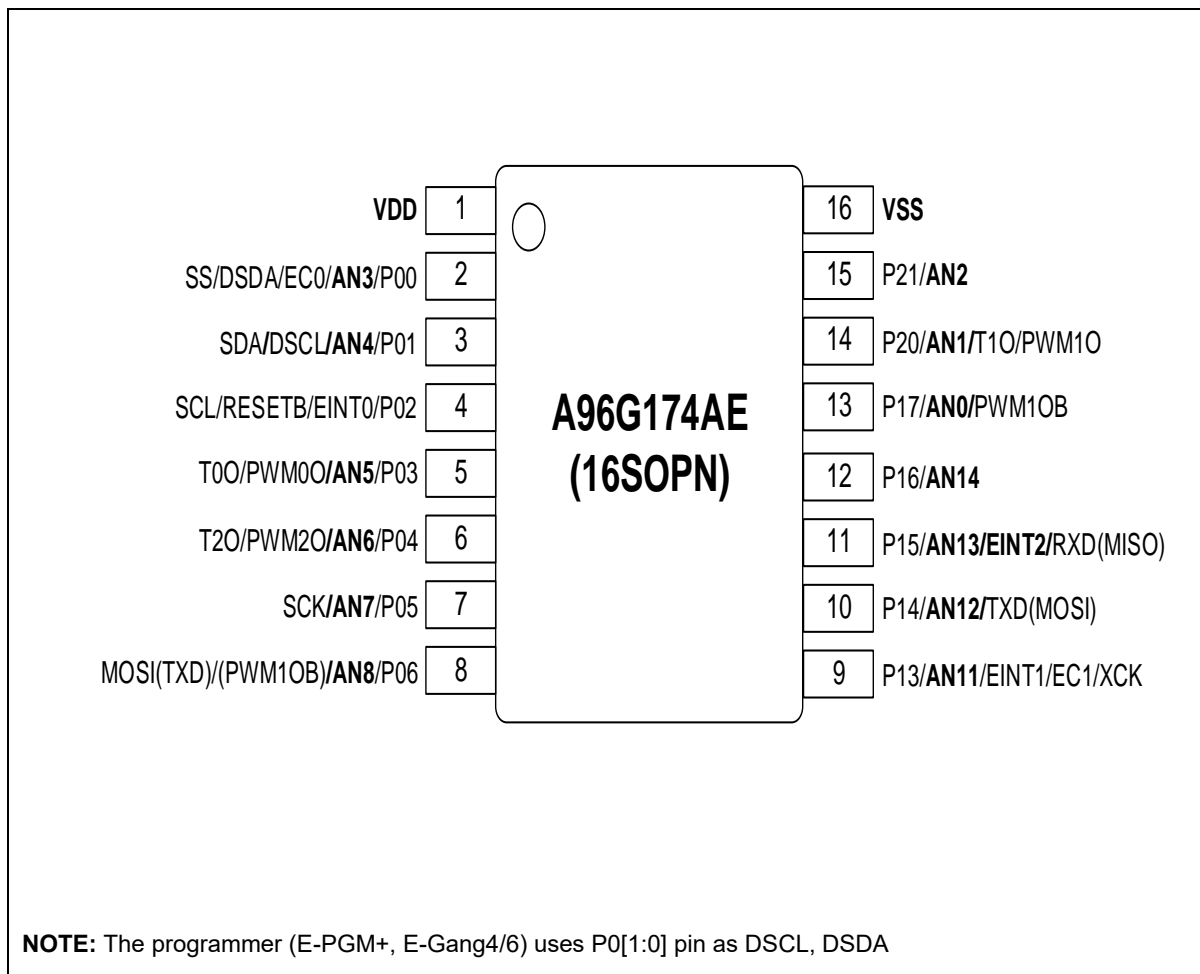 VDD 1
SS/DSDA/EC0/AN3/P00 2
SDA/DSCL/AN4/P01 3
SCL/RESETB/EINT0/P02 4
T0O/PWM0O/AN5/P03 5
T2O/PWM2O/AN6/P04 6
SCK/AN7/P05 7
MOSI(TXD)/(PWM1OB)/AN8/P06 8
A96G174AE
(16SOPN)
16 VSS
15 P21/AN2
14 P20/AN1/T1O/PWM1O
13 P17/AN0/PWM1OB
12 P16/AN14
11 P15/AN13/EINT2/RXD(MISO)
10 P14/AN12/TXD(MOSI)
9 P13/AN11/EINT1/EC1/XCK
NOTE: The programmer (E-PGM+, E-Gang4/6) uses P0[1:0] pin as DSCL, DSDA